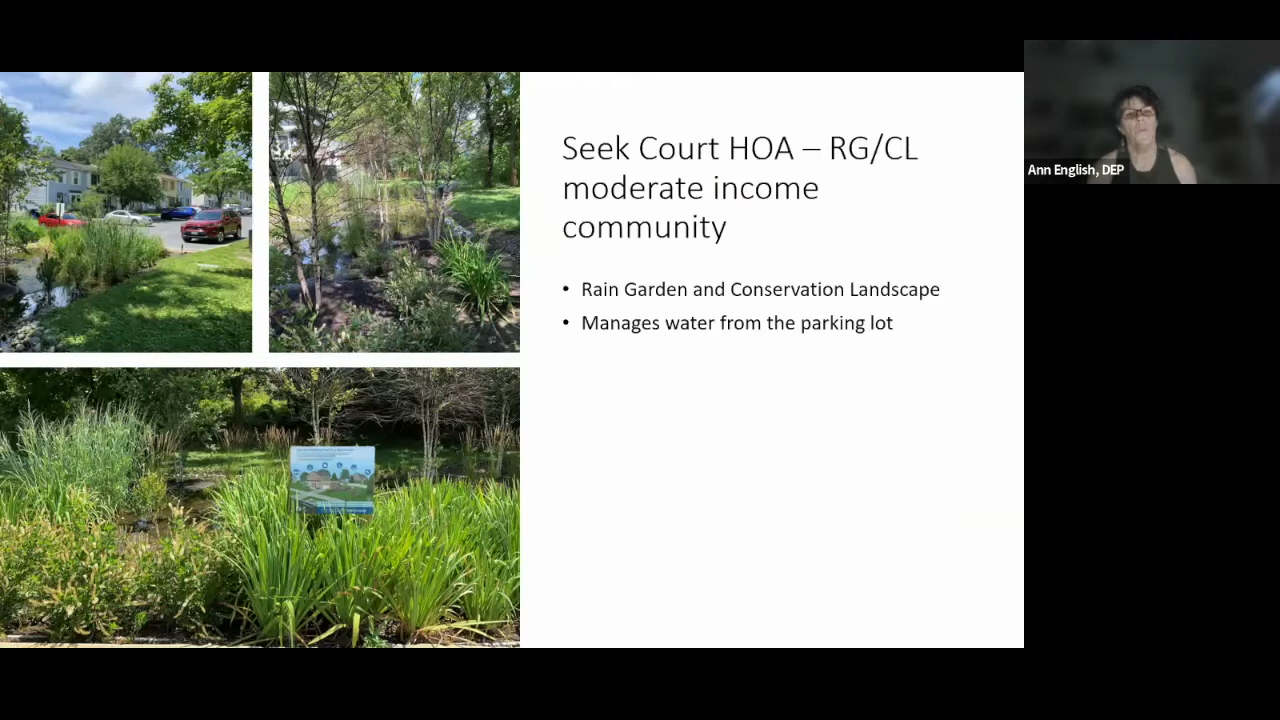 Seek Court HOA – RG/CL
moderate income
community
• Rain Garden and Conservation Landscape
• Manages water from the parking lot
Ann English, DEP